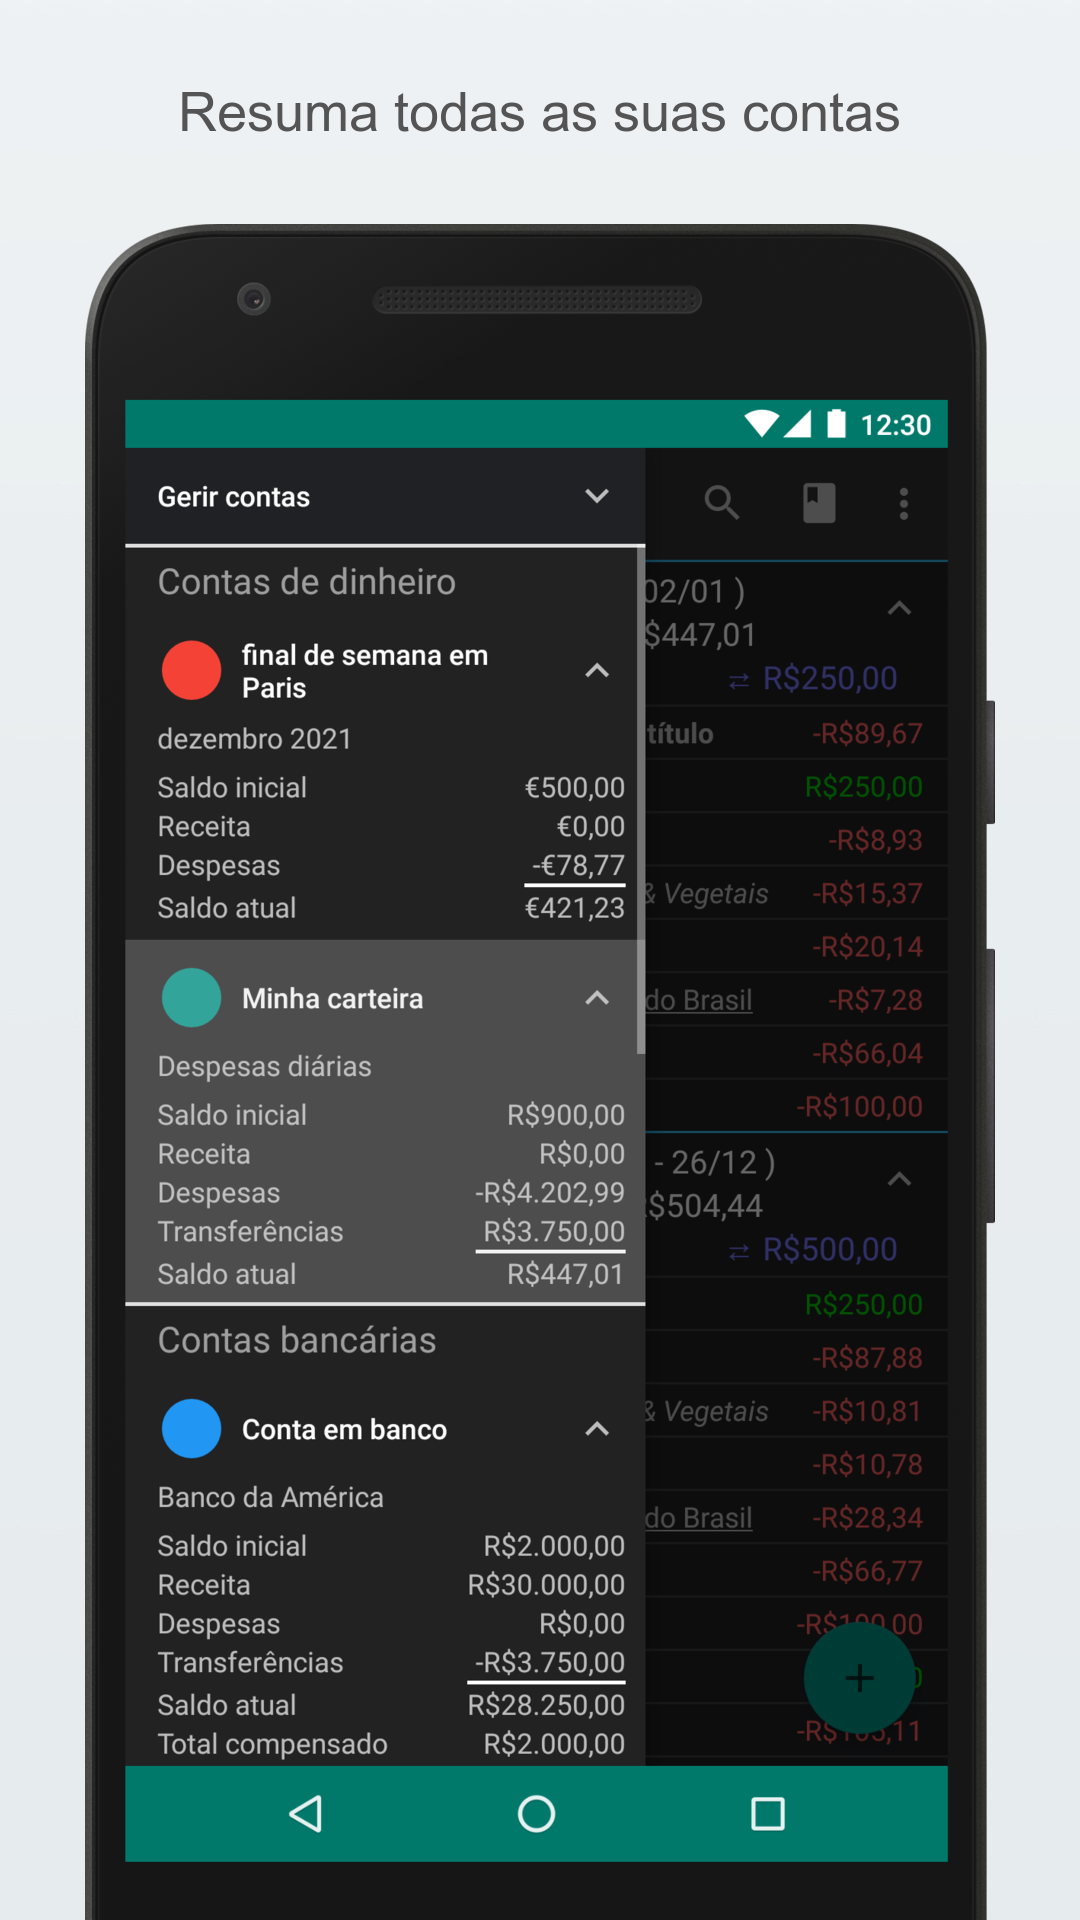 Resuma todas as suas contas
12:30
Gerir contas
Contas de dinheiro
final de semana em
Paris
dezembro 2021
Saldo inicial €500,00
Receita €0,00
Despesas -€78,77
Saldo atual €421,23
Minha carteira
Despesas diárias
Saldo inicial R$900,00
Receita R$0,00
Despesas -R$4.202,99
Transferências R$3.750,00
Saldo atual R$447,01
Contas bancárias
Conta em banco
Banco da América
Saldo inicial R$2.000,00
Receita R$30.000,00
Despesas R$0,00
Transferências -R$3.750,00
Saldo atual R$28.250,00
Total compensado R$2.000,00
02/01 )
$447,01
⇄ R$250,00
título -R$89,67
R$250,00
-R$8,93
& Vegetais -R$15,37
-R$20,14
do Brasil -R$7,28
-R$66,04
-R$100,00
- 26/12 )
$504,44
⇄ R$500,00
R$250,00
-R$87,88
& Vegetais -R$10,81
-R$10,78
do Brasil -R$28,34
-R$66,77